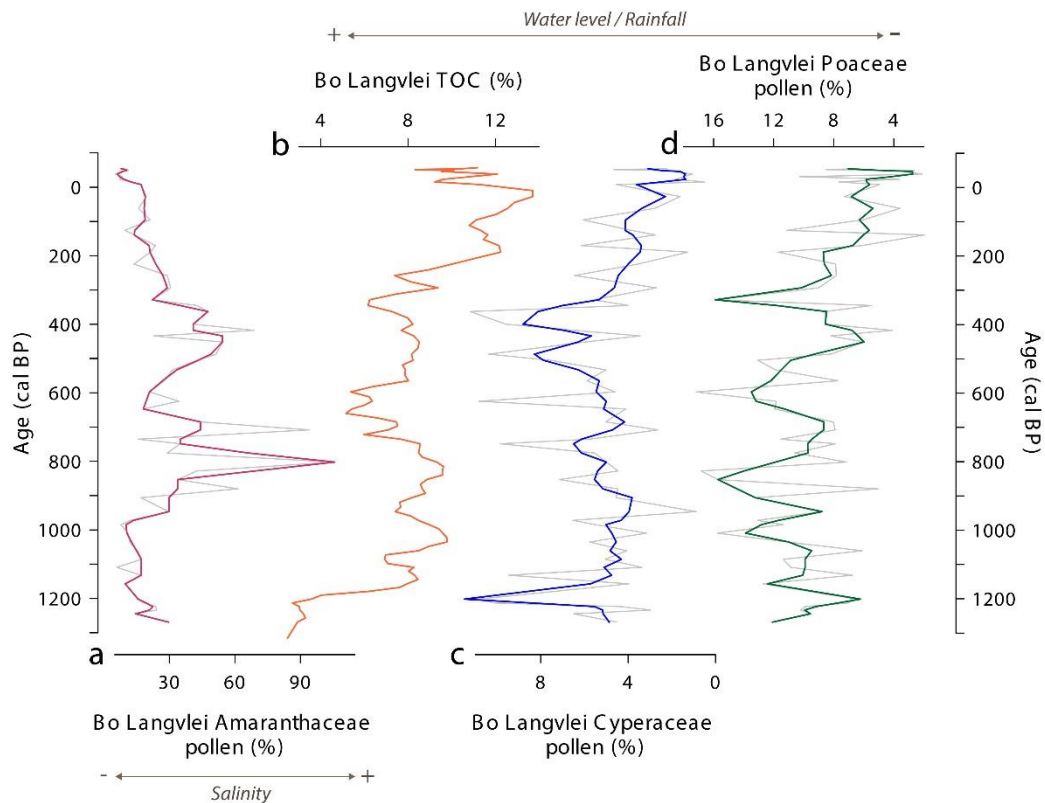 Water level / Rainfall
+ -
Bo Langvlei TOC (%)
Bo Langvlei Poaceae
pollen (%)
b 4 8 12
d 16 12 8 4
0 0
200 200
400 400
600 600
800 800
1000 1000
1200 1200
Age (cal BP)
Age (cal BP)
a 30 60 90
c 8 4 0
Bo Langvlei Amaranthaceae
pollen (%)
Bo Langvlei Cyperaceae
pollen (%)
- +
Salinity